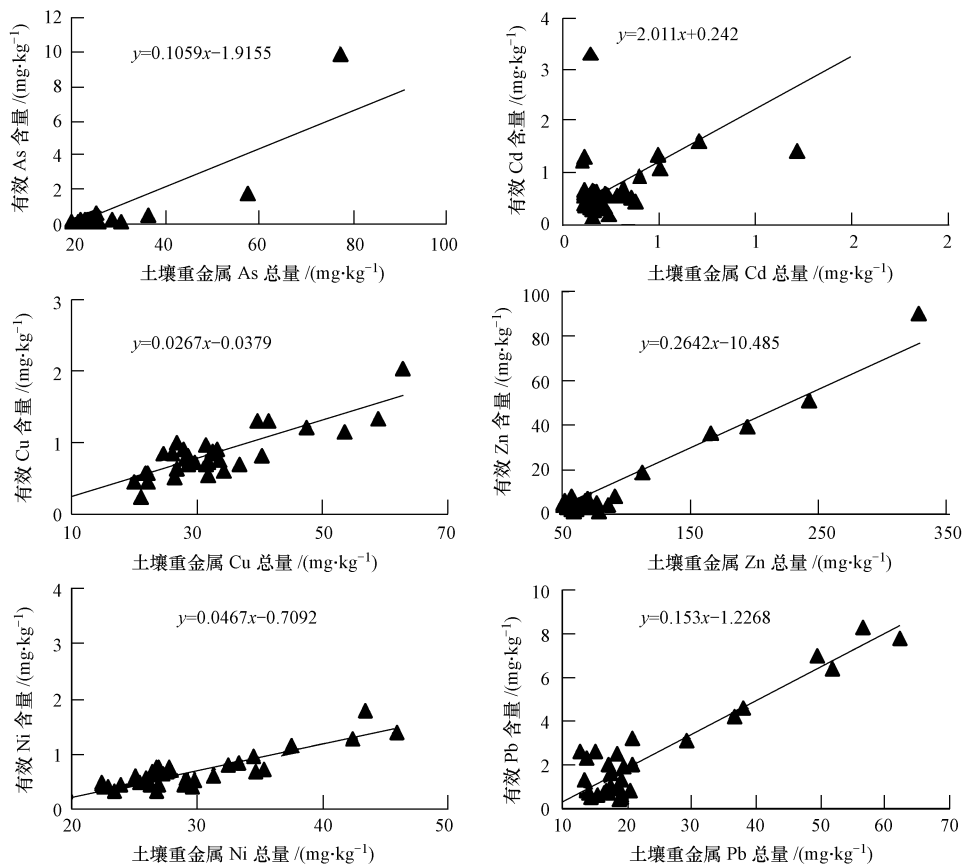 12
10
8
6
4
2
0
有效 As 含量 /(mg·kg⁻¹)
y=0.1059x−1.9155
20 40 60 80 100
土壤重金属 As 总量 /(mg·kg⁻¹)
4
3
2
1
0
有效 Cd 含量 /(mg·kg⁻¹)
y=2.011x+0.242
0 1 1 2 2
土壤重金属 Cd 总量 /(mg·kg⁻¹)
3
2
1
0
有效 Cu 含量 /(mg·kg⁻¹)
y=0.0267x−0.0379
10 30 50 70
土壤重金属 Cu 总量 /(mg·kg⁻¹)
100
80
60
40
20
0
有效 Zn 含量 /(mg·kg⁻¹)
y=0.2642x−10.485
50 150 250 350
土壤重金属 Zn 总量 /(mg·kg⁻¹)
4
3
2
1
0
有效 Ni 含量 /(mg·kg⁻¹)
y=0.0467x−0.7092
20 30 40 50
土壤重金属 Ni 总量 /(mg·kg⁻¹)
10
8
6
4
2
0
有效 Pb 含量 /(mg·kg⁻¹)
y=0.153x−1.2268
10 20 30 40 50 60 70
土壤重金属 Pb 总量 /(mg·kg⁻¹)